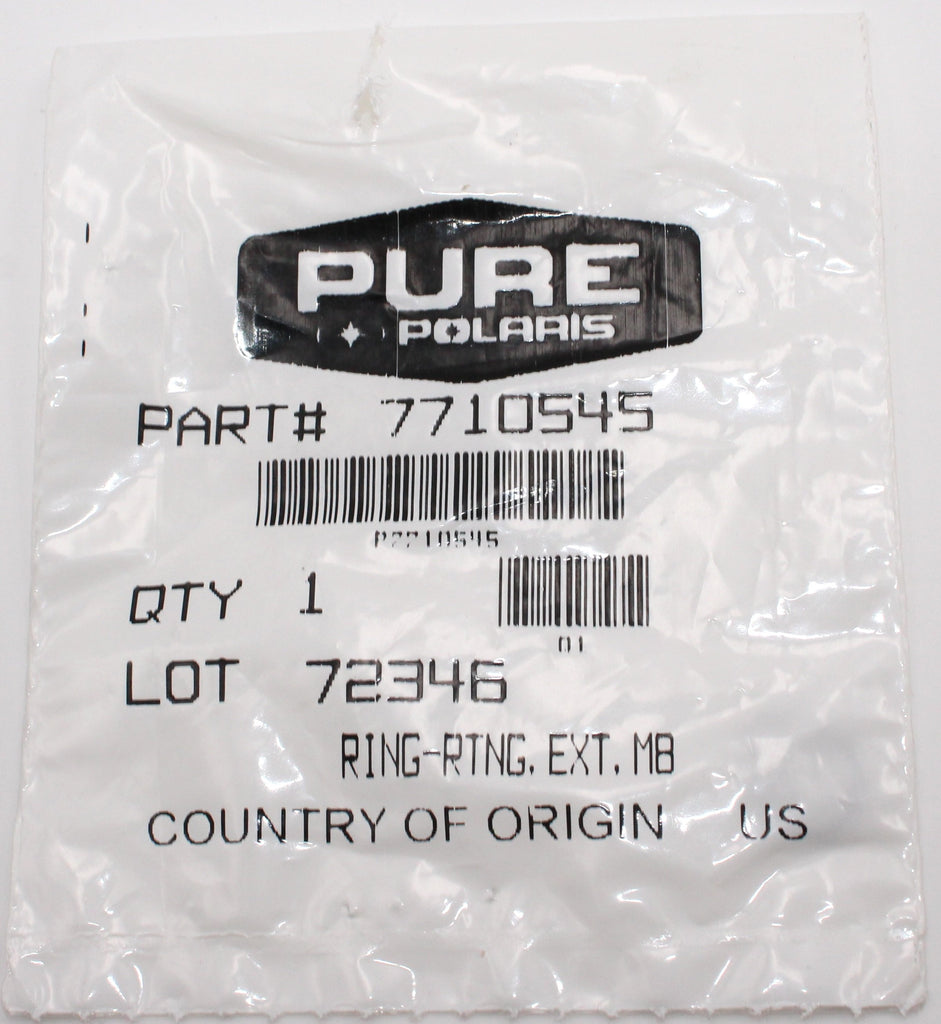 PURE
POLARIS
PART# 7710545
P7710545
QTY 1
01
LOT 72346
RING-RTNG, EXT, M8
COUNTRY OF ORIGIN US